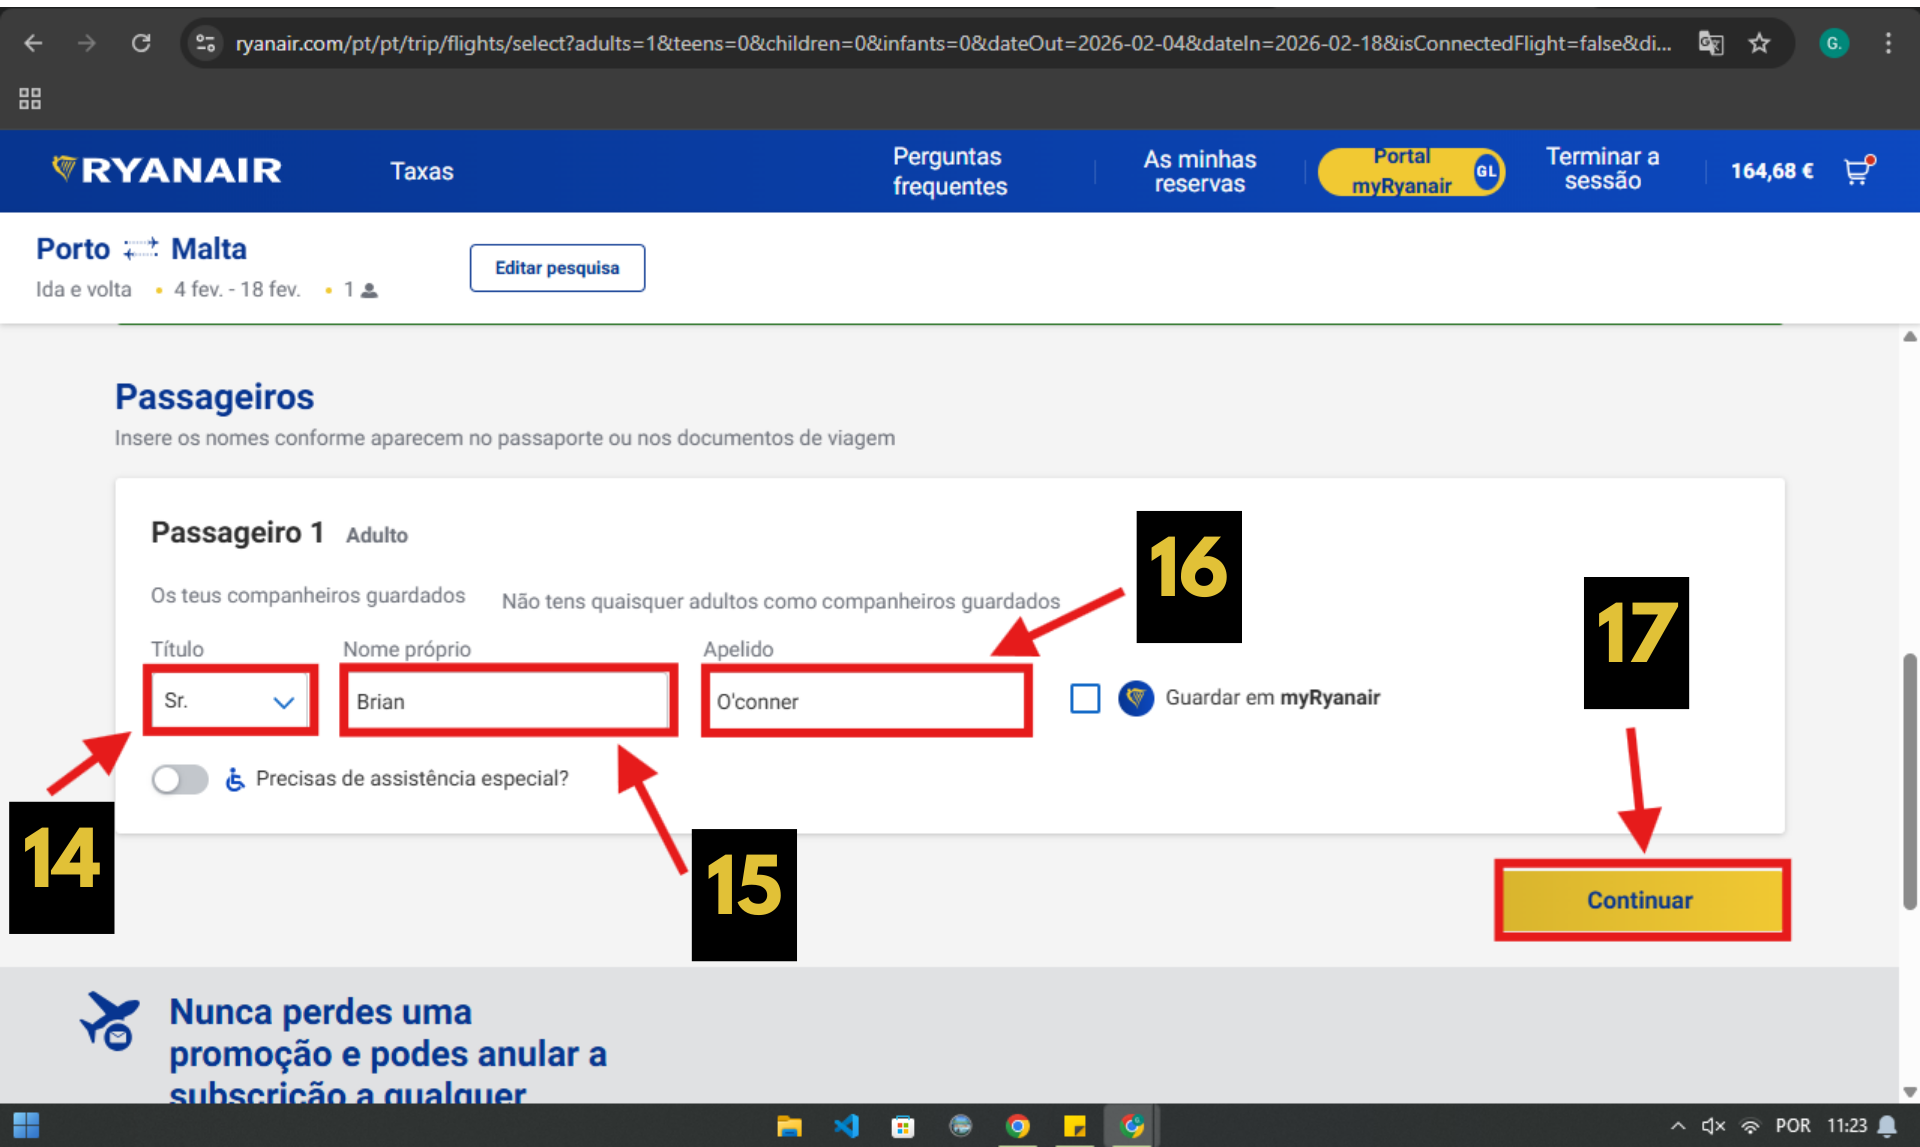 ryanair.com/pt/pt/trip/flights/select?adults=1&teens=0&children=0&infants=0&dateOut=2026-02-04&dateIn=2026-02-18&isConnectedFlight=false&di...
G.
RYANAIR
Taxas
Perguntas
frequentes
As minhas
reservas
Portal
myRyanair
GL
Terminar a
sessão
164,68 €
Porto
Malta
Editar pesquisa
Ida e volta • 4 fev. - 18 fev. • 1
Passageiros
Insere os nomes conforme aparecem no passaporte ou nos documentos de viagem
Passageiro 1 Adulto
16
Os teus companheiros guardados
Não tens quaisquer adultos como companheiros guardados
17
Título
Nome próprio
Apelido
Sr.
Brian
O'conner
Guardar em myRyanair
Precisas de assistência especial?
14
15
Continuar
Nunca perdes uma
promoção e podes anular a
subscrição a qualquer
POR
11:23